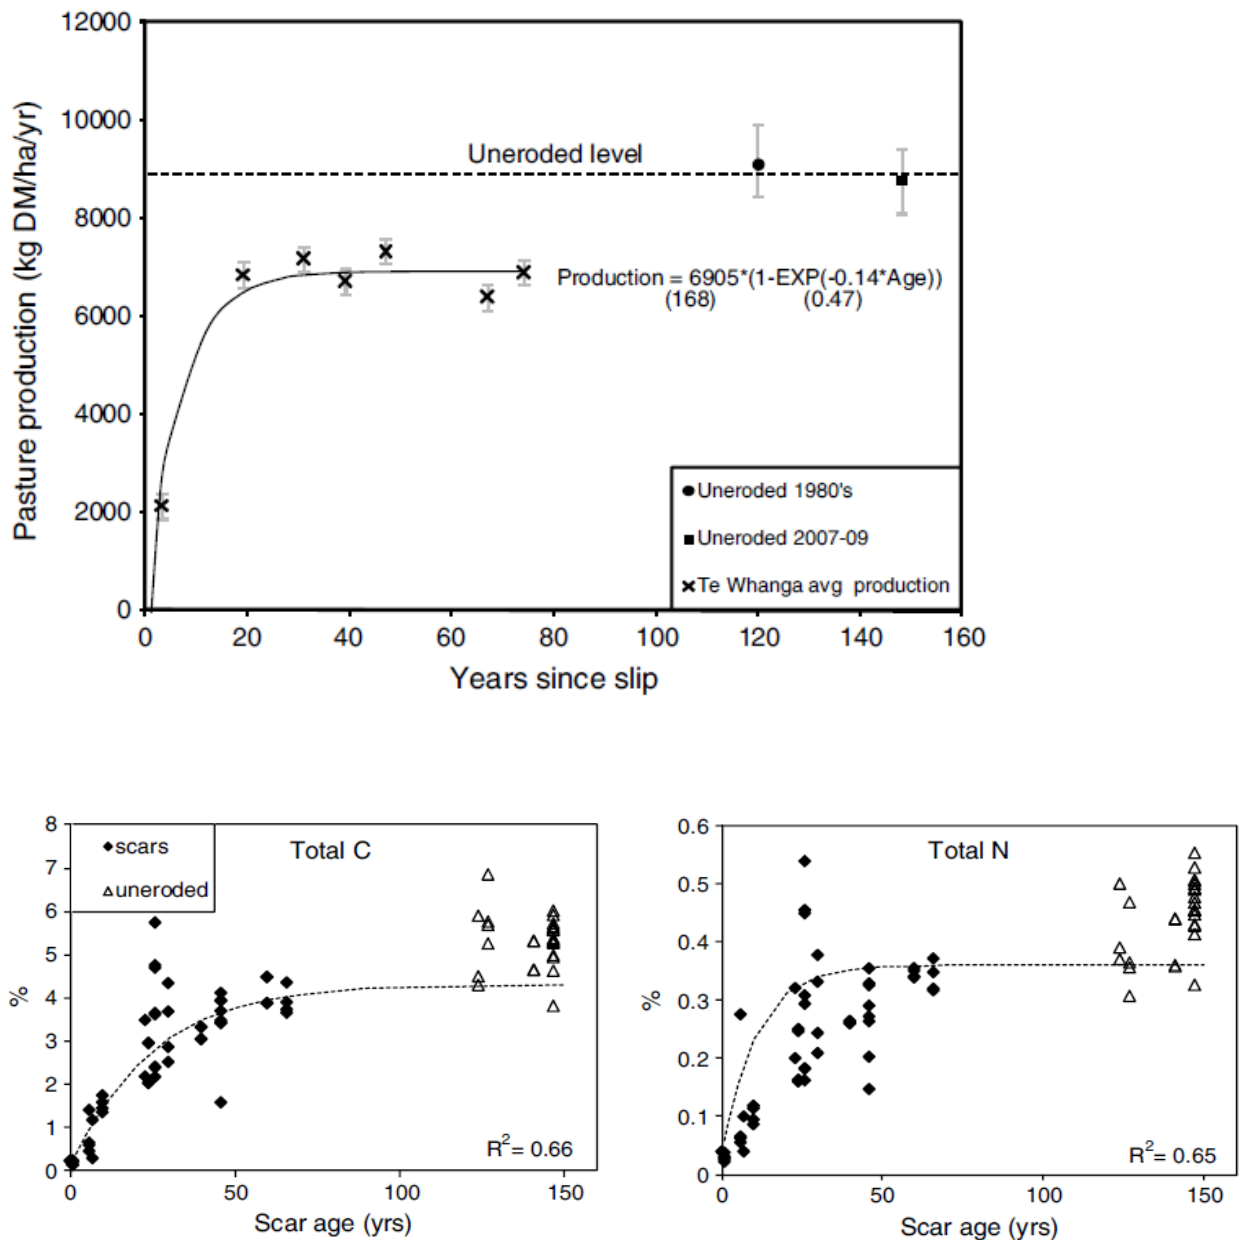 12000
10000
8000
6000
4000
2000
0
Pasture production (kg DM/ha/yr)
Uneroded level
Production = 6905*(1-EXP(-0.14*Age))
(168) (0.47)
Uneroded 1980's
Uneroded 2007-09
Te Whanga avg production
0 20 40 60 80 100 120 140 160
Years since slip
8
7
6
5
4
3
2
1
0
%
scars
uneroded
Total C
R2= 0.66
0 50 100 150
Scar age (yrs)
0.6
0.5
0.4
0.3
0.2
0.1
0
%
Total N
R2= 0.65
0 50 100 150
Scar age (yrs)